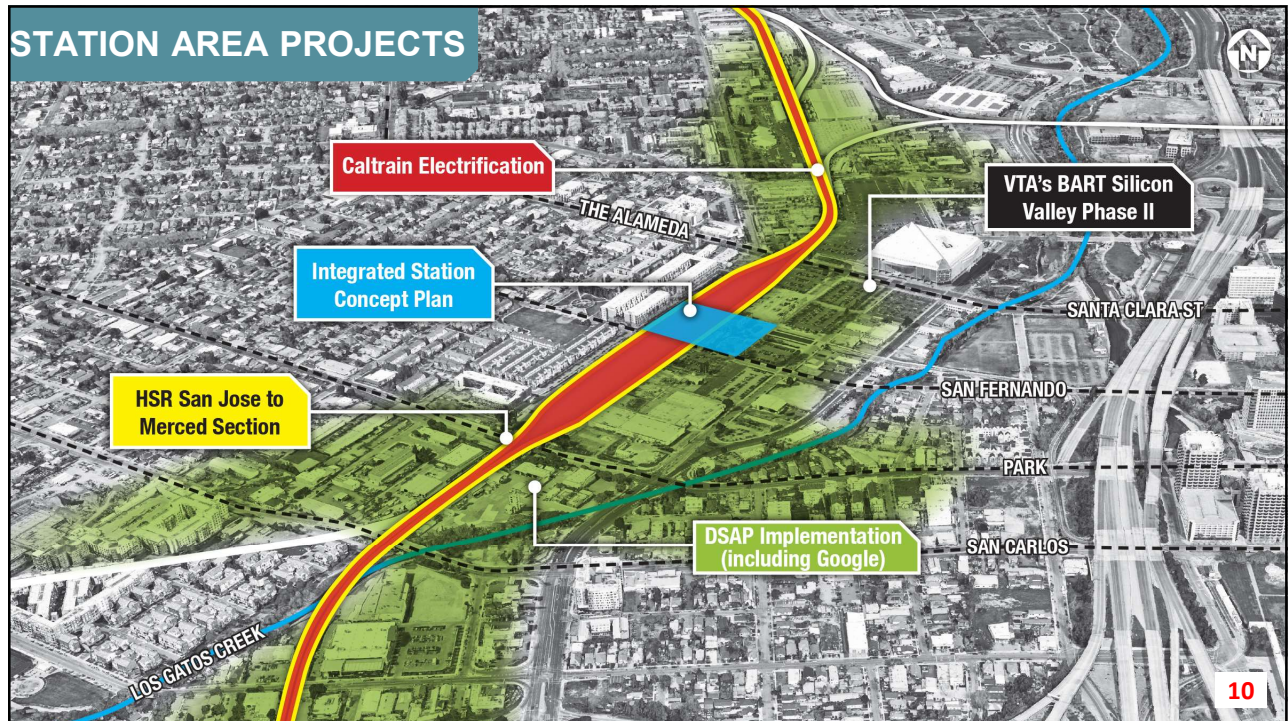 STATION AREA PROJECTS
N
Caltrain Electrification
THE ALAMEDA
VTA's BART Silicon
Valley Phase II
Integrated Station
Concept Plan
SANTA CLARA ST
SAN FERNANDO
HSR San Jose to
Merced Section
PARK
DSAP Implementation
(including Google)
SAN CARLOS
LOS GATOS CREEK
10